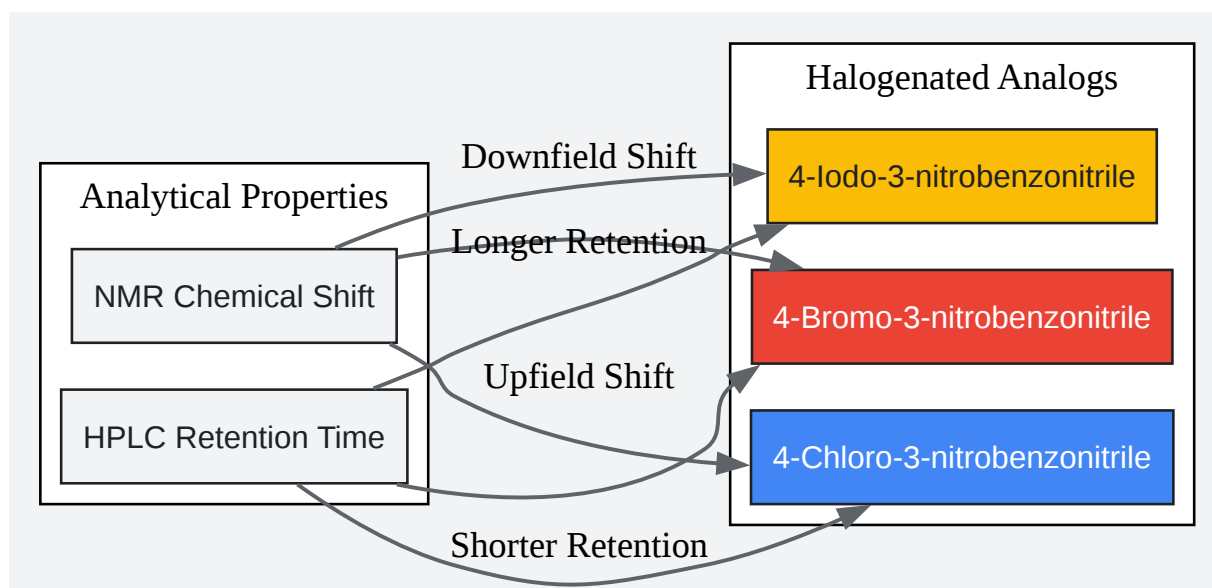 Halogenated Analogs
4-Iodo-3-nitrobenzonitrile
4-Bromo-3-nitrobenzonitrile
4-Chloro-3-nitrobenzonitrile
Analytical Properties
NMR Chemical Shift
HPLC Retention Time
Downfield Shift
Longer Retention
Upfield Shift
Shorter Retention